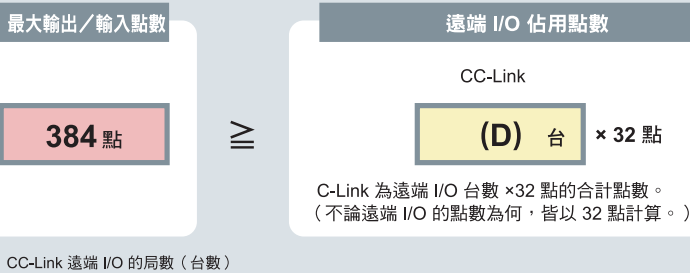 最大輸出／輸入點數
384 點
≧
遠端 I/O 佔用點數
CC-Link
(D) 台 × 32 點
C-Link 為遠端 I/O 台數 ×32 點的合計點數。
（不論遠端 I/O 的點數為何，皆以 32 點計算。）
CC-Link 遠端 I/O 的局數（台數）